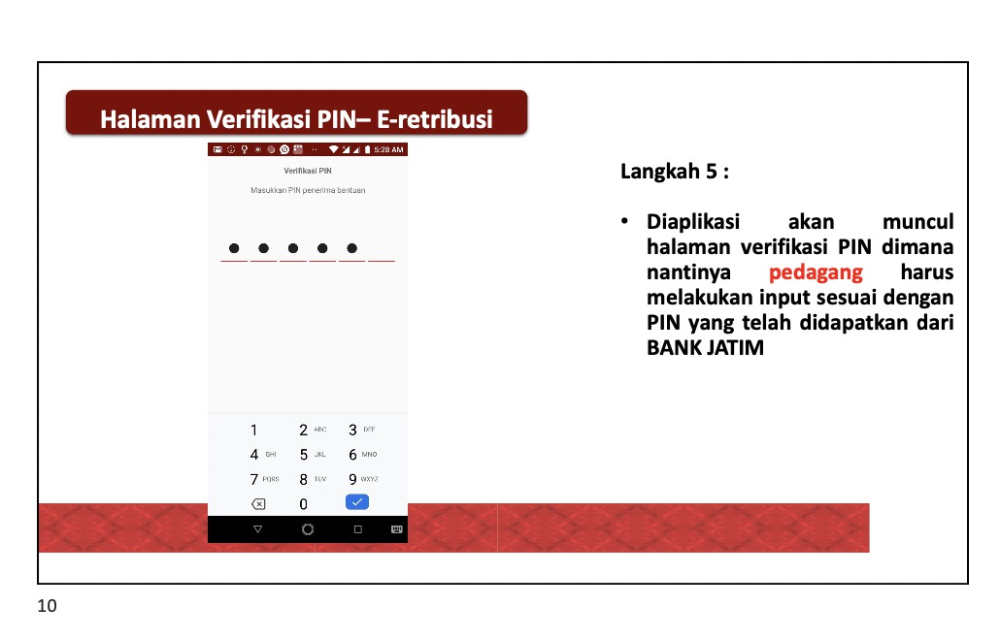 Halaman Verifikasi PIN– E-retribusi
5:28 AM
Verifikasi PIN
Masukkan PIN penerima bantuan
1 2 ABC 3 DEF
4 GHI 5 JKL 6 MNO
7 PQRS 8 TUV 9 WXYZ
0
Langkah 5 :
• Diaplikasi akan muncul
halaman verifikasi PIN dimana
nantinya pedagang harus
melakukan input sesuai dengan
PIN yang telah didapatkan dari
BANK JATIM
10